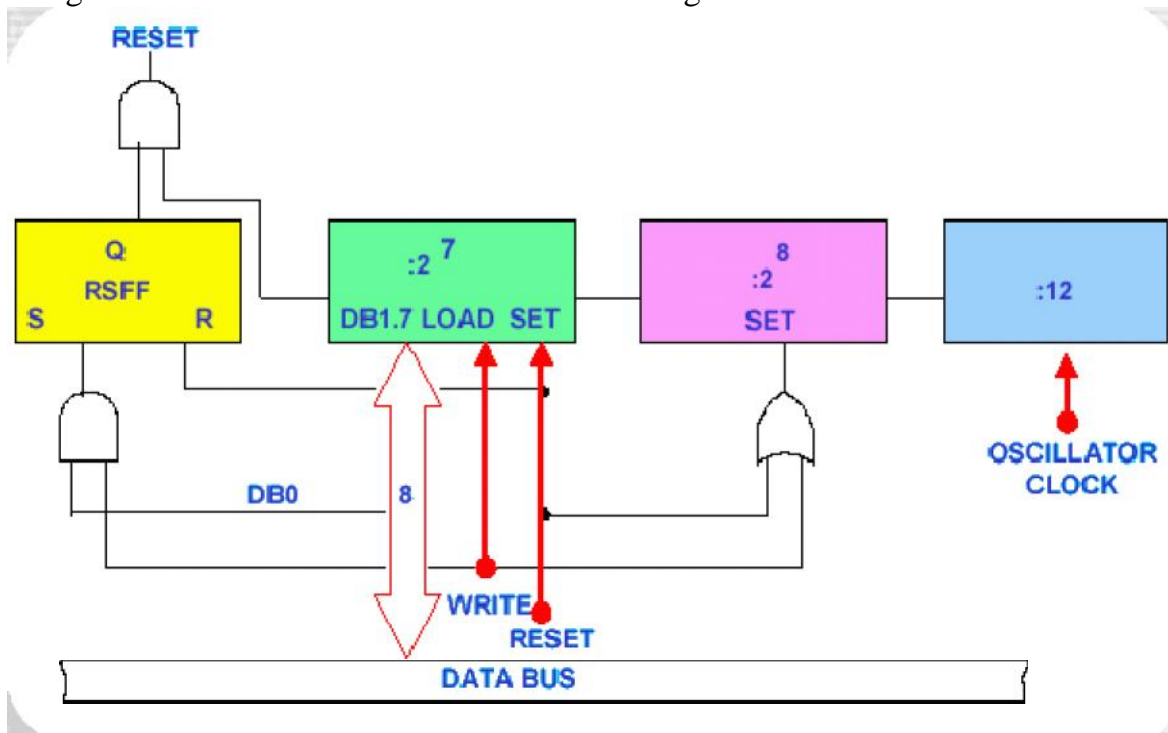 RESET
Q
RSFF
S
R
:2 7
DB1.7 LOAD SET
8
:2
SET
:12
OSCILLATOR
CLOCK
DB0
8
WRITE
RESET
DATA BUS